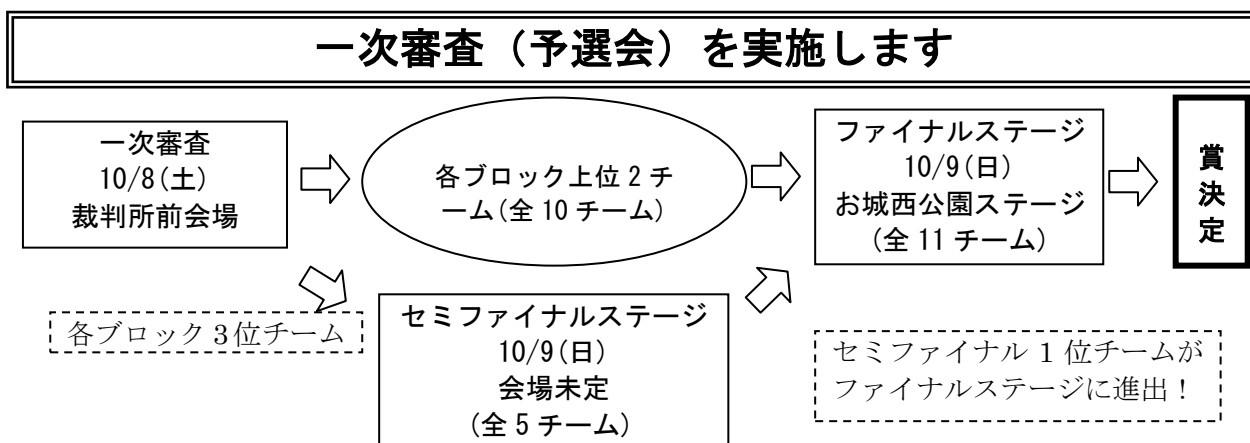 一次審査（予選会）を実施します
一次審査
10/8(土)
裁判所前会場
各ブロック上位 2 チ
ーム(全 10 チーム)
ファイナルステージ
10/9(日)
お城西公園ステージ
(全 11 チーム)
賞
決
定
各ブロック 3位チーム
セミファイナルステージ
10/9(日)
会場未定
(全 5 チーム)
セミファイナル 1 位チームが
ファイナルステージに進出！